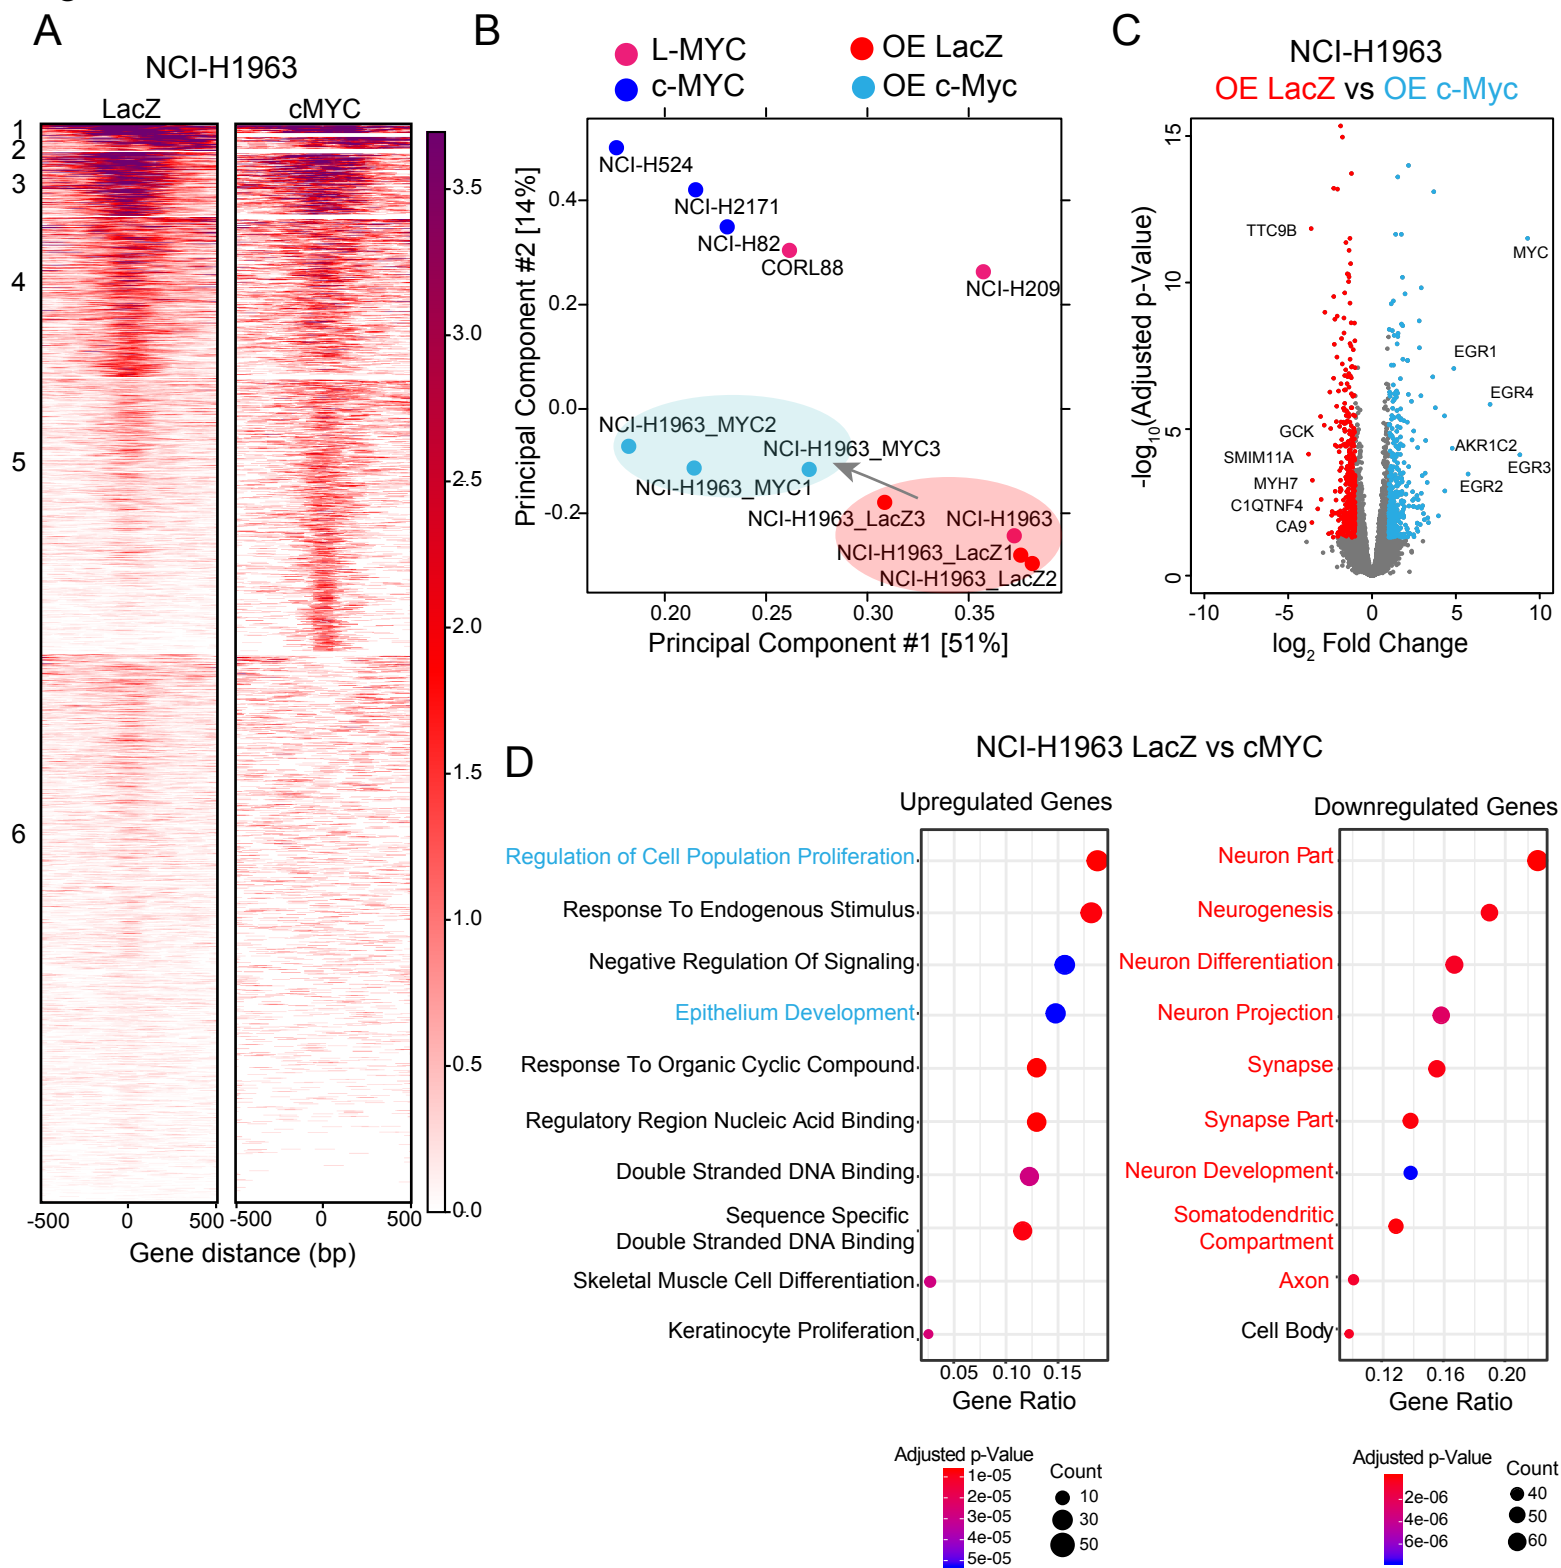 A
NCI-H1963
LacZ
cMYC
1
2
3
4
5
6
3.5
3.0
2.5
2.0
1.5
1.0
0.5
0.0
-500
0
500
-500
0
500
Gene distance (bp)
B
L-MYC
c-MYC
OE LacZ
OE c-Myc
Principal Component #2 [14%]
0.4
0.2
0.0
-0.2
NCI-H524
NCI-H2171
NCI-H82
CORL88
NCI-H209
NCI-H1963_MYC2
NCI-H1963_MYC3
NCI-H1963_MYC1
NCI-H1963_LacZ3
NCI-H1963
NCI-H1963_LacZ1
NCI-H1963_LacZ2
0.20
0.25
0.30
0.35
Principal Component #1 [51%]
C
NCI-H1963
OE LacZ vs OE c-Myc
-log10(Adjusted p-Value)
15
10
5
0
TTC9B
MYC
EGR1
EGR4
GCK
AKR1C2
SMIM11A
EGR3
MYH7
EGR2
C1QTNF4
CA9
-10
-5
0
5
10
log2 Fold Change
D
NCI-H1963 LacZ vs cMYC
Upregulated Genes
Regulation of Cell Population Proliferation
Response To Endogenous Stimulus
Negative Regulation Of Signaling
Epithelium Development
Response To Organic Cyclic Compound
Regulatory Region Nucleic Acid Binding
Double Stranded DNA Binding
Sequence Specific
Double Stranded DNA Binding
Skeletal Muscle Cell Differentiation
Keratinocyte Proliferation
0.05
0.10
0.15
Gene Ratio
Adjusted p-Value
1e-05
2e-05
3e-05
4e-05
5e-05
Count
10
30
50
Downregulated Genes
Neuron Part
Neurogenesis
Neuron Differentiation
Neuron Projection
Synapse
Synapse Part
Neuron Development
Somatodendritic
Compartment
Axon
Cell Body
0.12
0.16
0.20
Gene Ratio
Adjusted p-Value
2e-06
4e-06
6e-06
Count
40
50
60